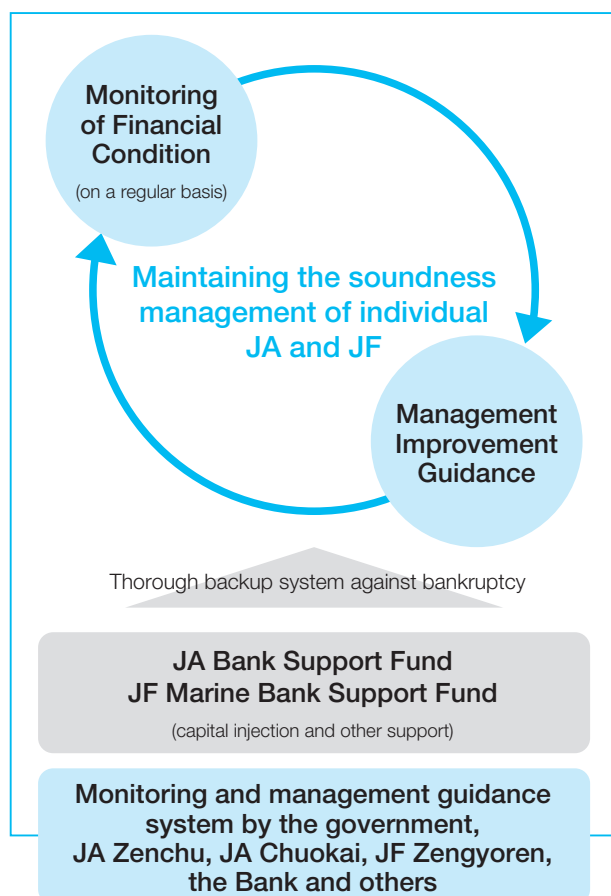 Monitoring
of Financial
Condition
(on a regular basis)
Maintaining the soundness
management of individual
JA and JF
Management
Improvement
Guidance
Thorough backup system against bankruptcy
JA Bank Support Fund
JF Marine Bank Support Fund
(capital injection and other support)
Monitoring and management guidance
system by the government,
JA Zenchu, JA Chuokai, JF Zengyoren,
the Bank and others